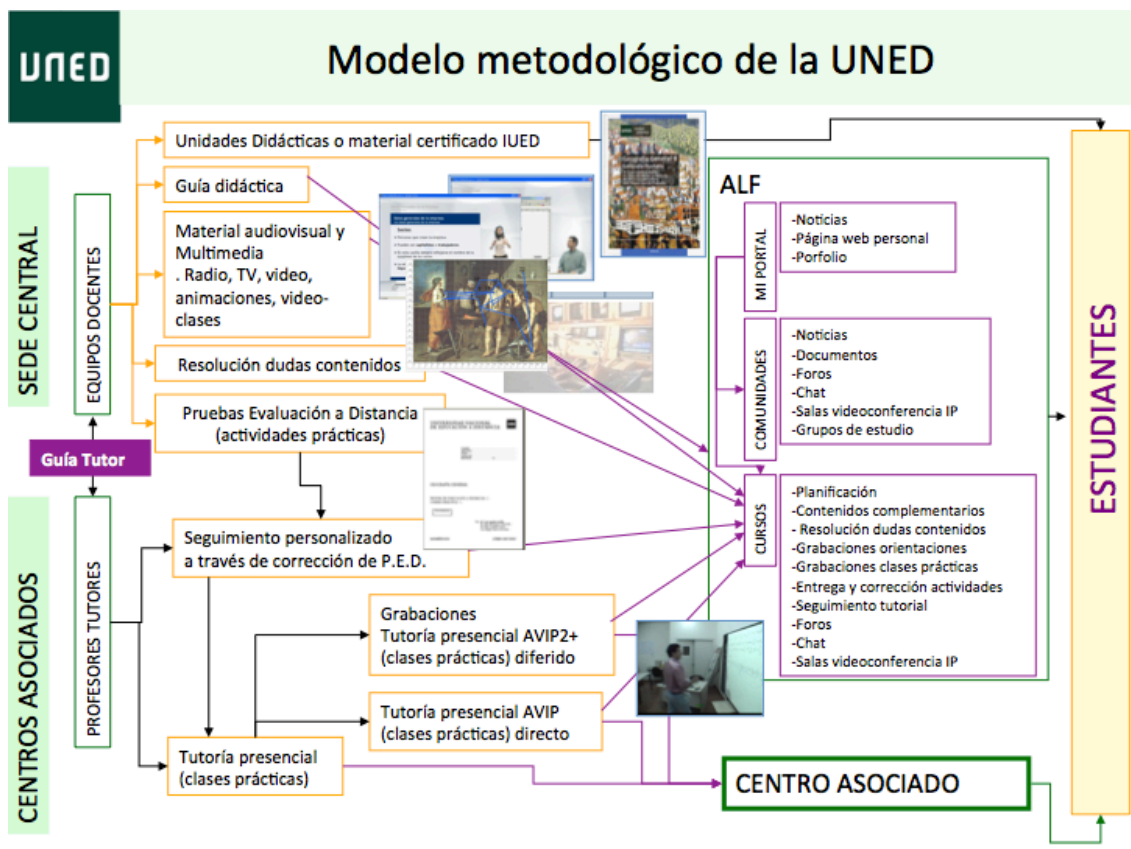 UNED
Modelo metodológico de la UNED
SEDE CENTRAL
EQUIPOS DOCENTES
Unidades Didácticas o material certificado IUED
Guía didáctica
Material audiovisual y
Multimedia
. Radio, TV, video,
animaciones, video-
clases
Resolución dudas contenidos
Pruebas Evaluación a Distancia
(actividades prácticas)
Guía Tutor
CENTROS ASOCIADOS
PROFESORES TUTORES
Seguimiento personalizado
a través de corrección de P.E.D.
Grabaciones
Tutoría presencial AVIP2+
(clases prácticas) diferido
Tutoría presencial AVIP
(clases prácticas) directo
Tutoría presencial
(clases prácticas)
ALF
MI PORTAL
-Noticias
-Página web personal
-Porfolio
COMUNIDADES
-Noticias
-Documentos
-Foros
-Chat
-Salas videoconferencia IP
-Grupos de estudio
CURSOS
-Planificación
-Contenidos complementarios
- Resolución dudas contenidos
-Grabaciones orientaciones
-Grabaciones clases prácticas
-Entrega y corrección actividades
-Seguimiento tutorial
-Foros
-Chat
-Salas videoconferencia IP
CENTRO ASOCIADO
ESTUDIANTES